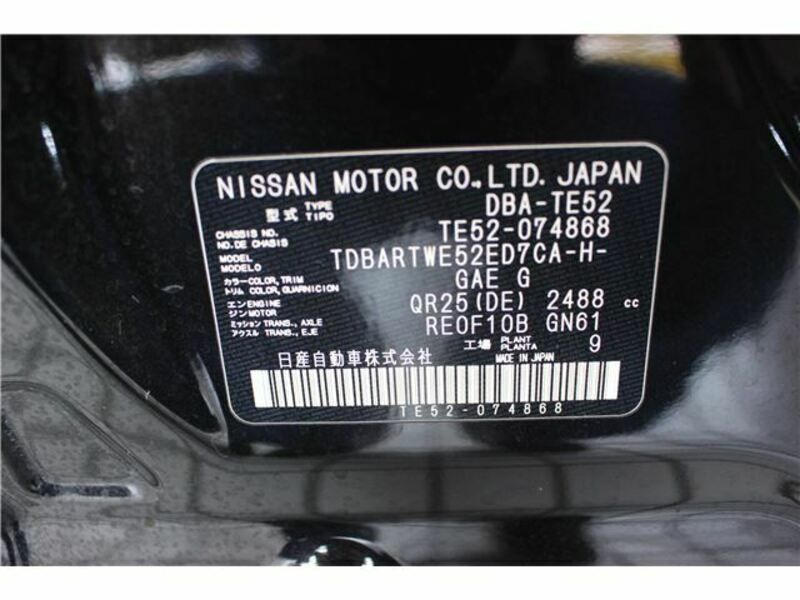 NISSAN MOTOR CO.,LTD. JAPAN
型式 TYPE TIPO DBA-TE52
CHASSIS NO. NO.DE CHASIS TE52-074868
MODEL MODELO TDBARTWE52ED7CA-H-
カラー COLOR, TRIM トリム COLOR, GUARNICION GAE G
エンジン ENGINE MOTOR QR25(DE) 2488 cc
ミッション TRANS., AXLE アクスル TRANS., EJE RE0F10B GN61
工場 PLANT PLANTA 9
日産自動車株式会社 MADE IN JAPAN
TE52-074868